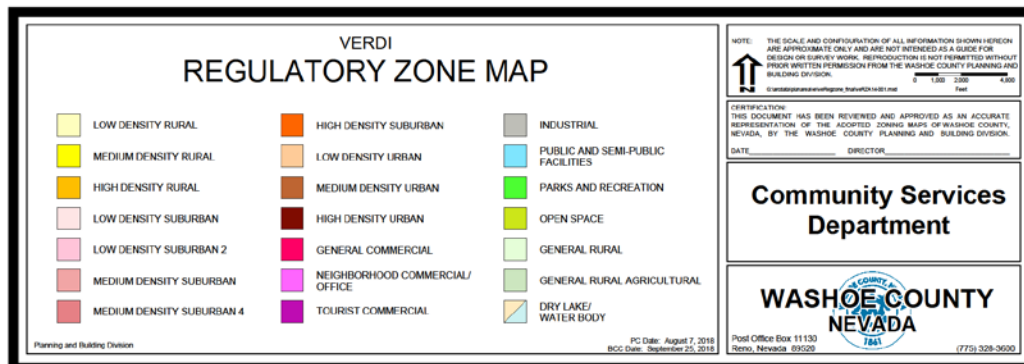 VERDI
REGULATORY ZONE MAP
LOW DENSITY RURAL
MEDIUM DENSITY RURAL
HIGH DENSITY RURAL
LOW DENSITY SUBURBAN
LOW DENSITY SUBURBAN 2
MEDIUM DENSITY SUBURBAN
MEDIUM DENSITY SUBURBAN 4
HIGH DENSITY SUBURBAN
LOW DENSITY URBAN
MEDIUM DENSITY URBAN
HIGH DENSITY URBAN
GENERAL COMMERCIAL
NEIGHBORHOOD COMMERCIAL/
OFFICE
TOURIST COMMERCIAL
INDUSTRIAL
PUBLIC AND SEMI-PUBLIC
FACILITIES
PARKS AND RECREATION
OPEN SPACE
GENERAL RURAL
GENERAL RURAL AGRICULTURAL
DRY LAKE/
WATER BODY
Planning and Building Division
PC Date: August 7, 2018
BCC Date: September 25, 2018
NOTE: THE SCALE AND CONFIGURATION OF ALL INFORMATION SHOWN HEREON
ARE APPROXIMATE ONLY AND ARE NOT INTENDED AS A GUIDE FOR
DESIGN OR SURVEY WORK. REPRODUCTION IS NOT PERMITTED WITHOUT
PRIOR WRITTEN PERMISSION FROM THE WASHOE COUNTY PLANNING AND
BUILDING DIVISION.
N
0 1,000 2,000 4,000
Feet
CERTIFICATION:
THIS DOCUMENT HAS BEEN REVIEWED AND APPROVED AS AN ACCURATE
REPRESENTATION OF THE ADOPTED ZONING MAPS OF WASHOE COUNTY,
NEVADA, BY THE WASHOE COUNTY PLANNING AND BUILDING DIVISION.
DATE DIRECTOR
Community Services
Department
WASHOE COUNTY
NEVADA
1861
Post Office Box 11130
Reno, Nevada 89520
(775) 328-3600